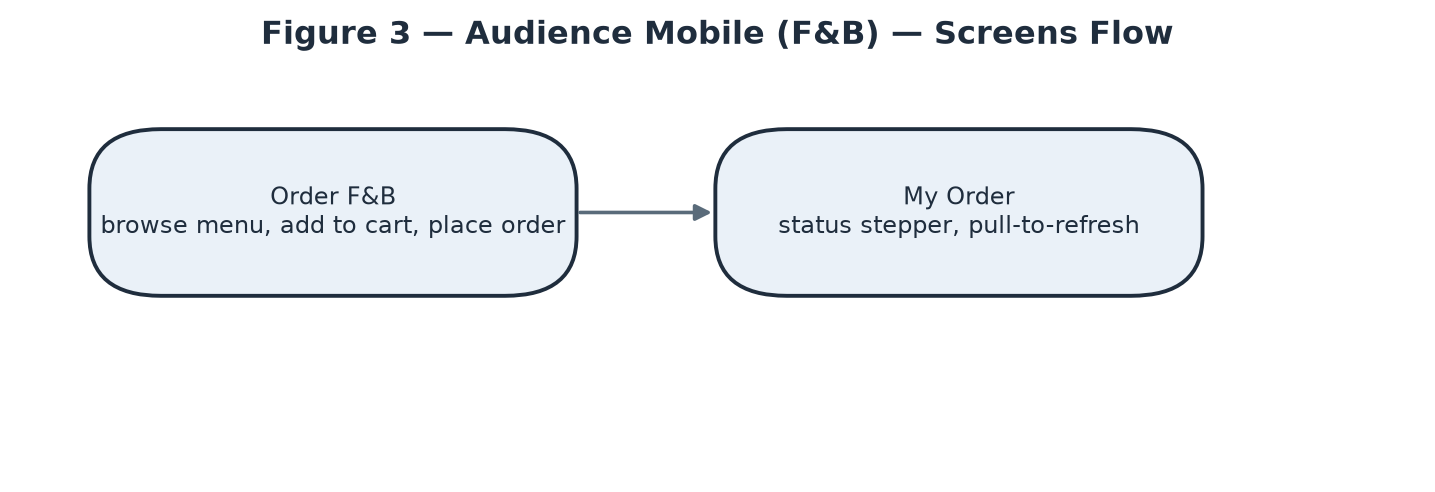 Figure 3 — Audience Mobile (F&B) — Screens Flow
Order F&B
browse menu, add to cart, place order
My Order
status stepper, pull-to-refresh